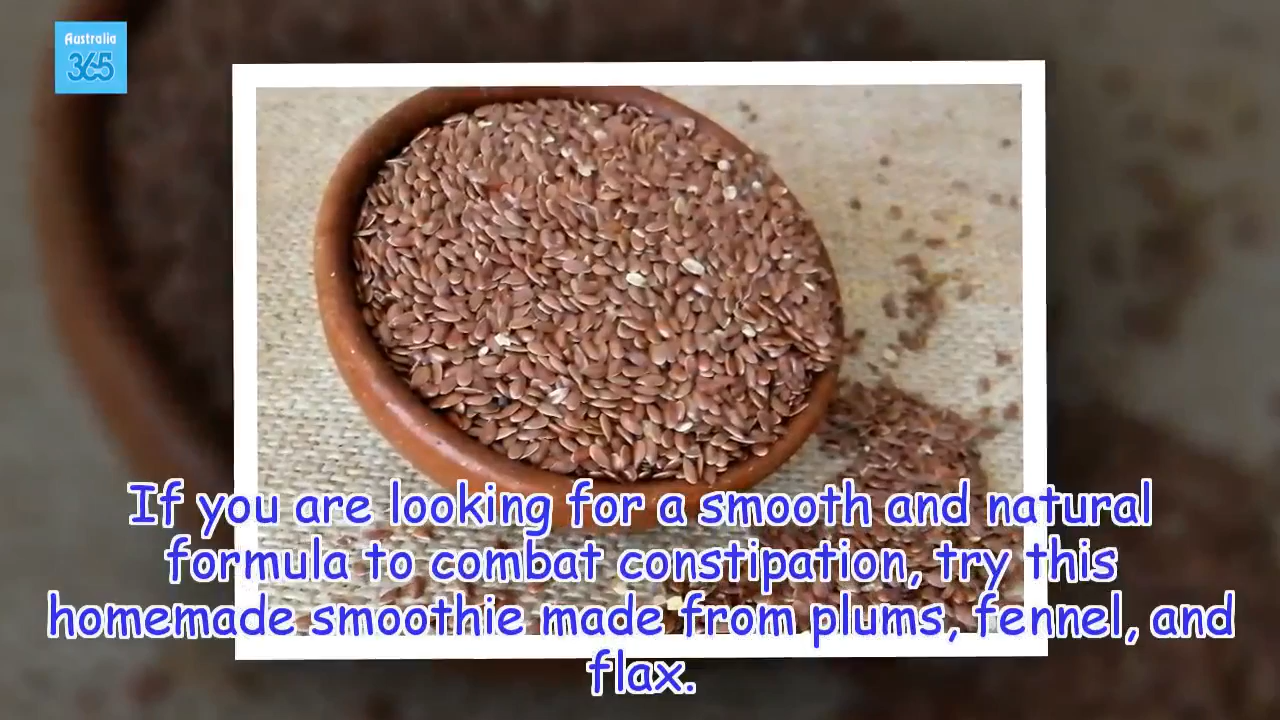 Australia
365
If you are looking for a smooth and natural
formula to combat constipation, try this
homemade smoothie made from plums, fennel, and
flax.